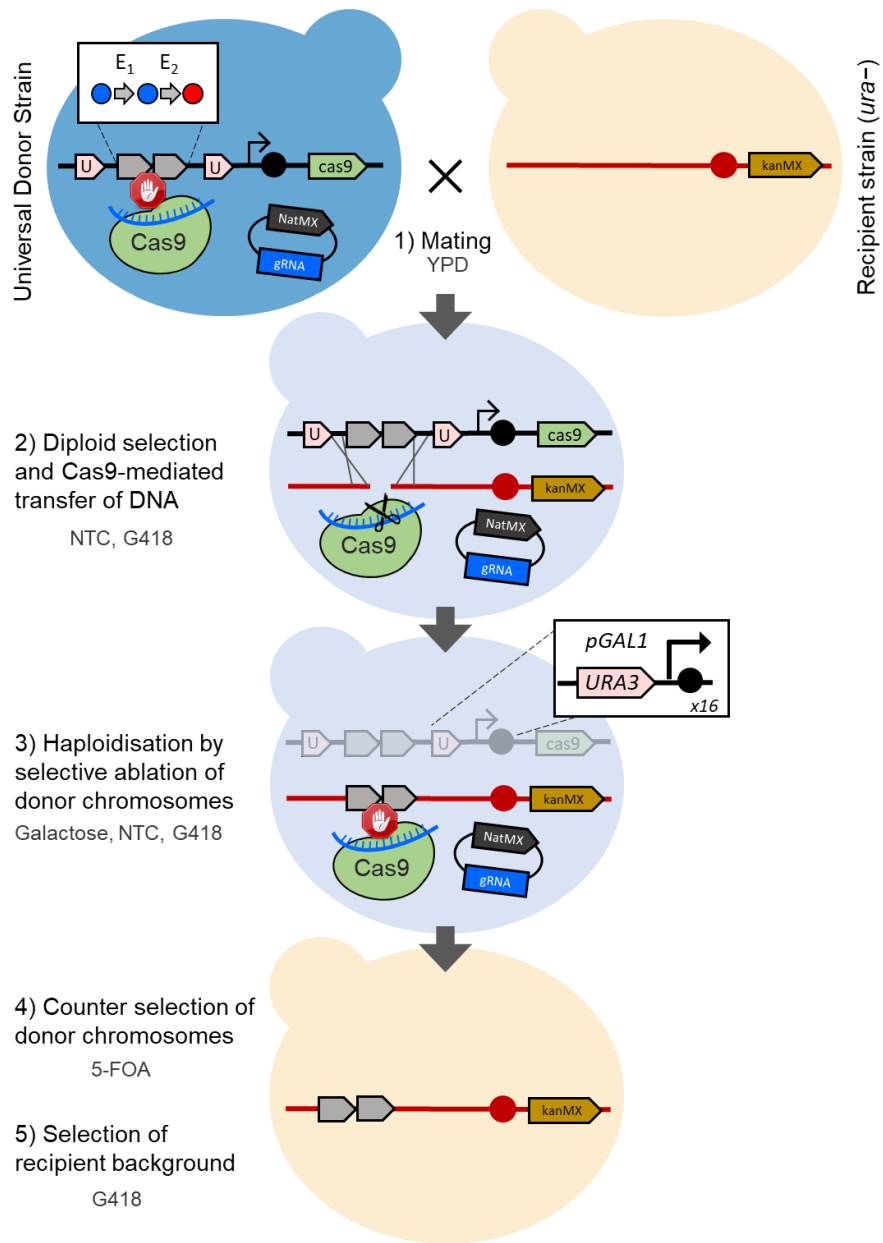 Universal Donor Strain
E1 E2
U
U
cas9
Cas9
NatMX
gRNA
1) Mating
YPD
Recipient strain (ura−)
kanMX
2) Diploid selection
and Cas9-mediated
transfer of DNA
NTC, G418
U
U
cas9
kanMX
Cas9
NatMX
gRNA
3) Haploidisation by
selective ablation of
donor chromosomes
Galactose, NTC, G418
pGAL1
URA3
x16
U
U
cas9
kanMX
Cas9
NatMX
gRNA
4) Counter selection of
donor chromosomes
5-FOA
5) Selection of
recipient background
G418
kanMX